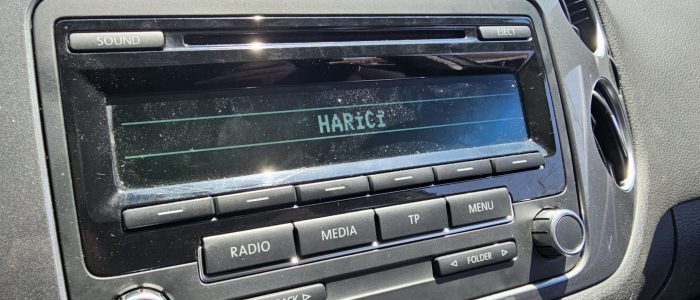 SOUND
EJECT
HARiCi
RADIO
MEDIA
TP
MENU
FOLDER